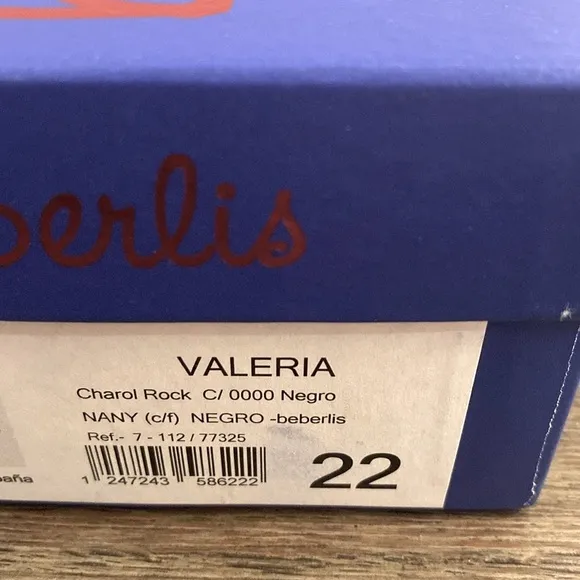 berlis
VALERIA
Charol Rock C/ 0000 Negro
NANY (c/f) NEGRO -beberlis
Ref.- 7 - 112 / 77325
1 247243 586222
22
paña